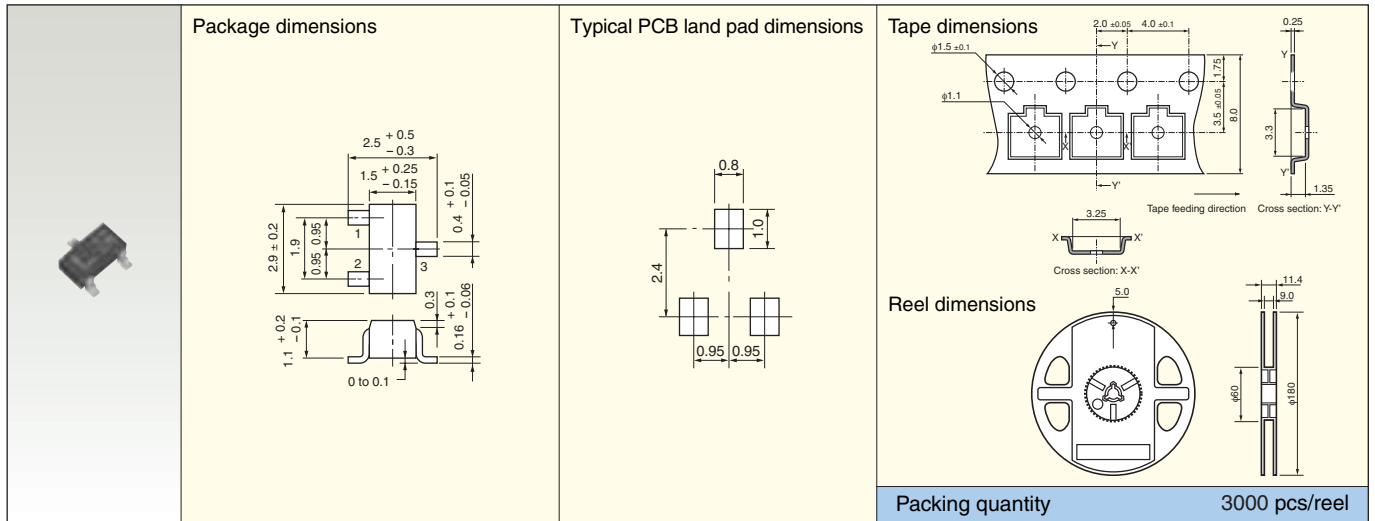 Package dimensions
2.5 + 0.5 − 0.3
1.5 + 0.25 − 0.15
0.4 + 0.1 − 0.05
2.9 ± 0.2
1.9
0.95
0.95
1
2
3
1.1 + 0.2 − 0.1
0.3
0.16 + 0.1 − 0.06
0 to 0.1
Typical PCB land pad dimensions
0.8
1.0
2.4
0.95
0.95
Tape dimensions
2.0 ±0.05
4.0 ±0.1
0.25
φ1.5 ±0.1
φ1.1
Y
Y'
X
X'
1.75
3.5 ±0.05
8.0
Y
3.3
Y'
1.35
Tape feeding direction
Cross section: Y-Y'
3.25
X
X'
Cross section: X-X'
Reel dimensions
5.0
11.4
9.0
φ60
φ180
Packing quantity 3000 pcs/reel